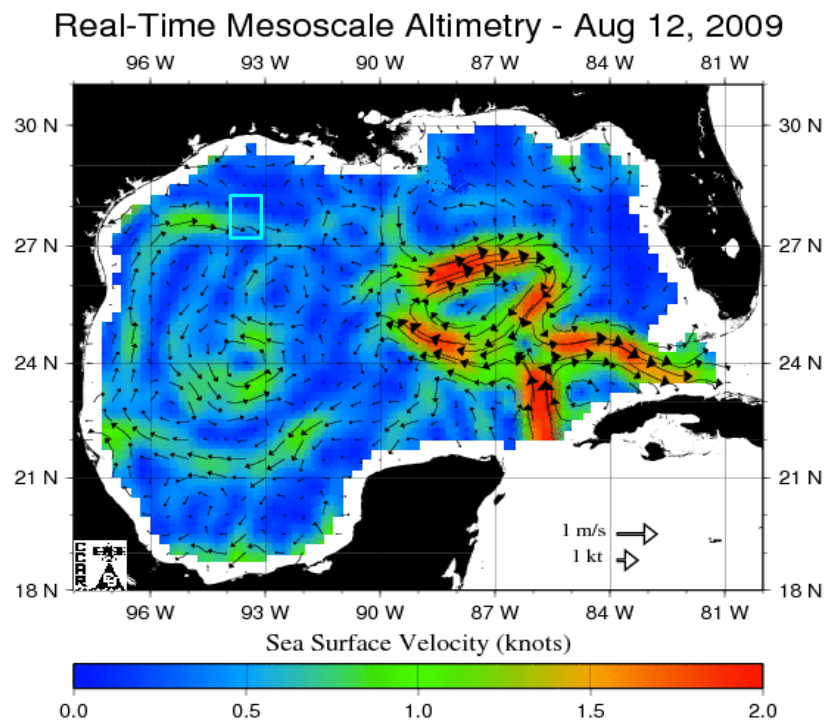 Real-Time Mesoscale Altimetry - Aug 12, 2009
96 W 93 W 90 W 87 W 84 W 81 W
30 N 30 N
27 N 27 N
24 N 24 N
21 N 21 N
1 m/s
1 kt
CCAR
18 N 18 N
96 W 93 W 90 W 87 W 84 W 81 W
Sea Surface Velocity (knots)
0.0 0.5 1.0 1.5 2.0